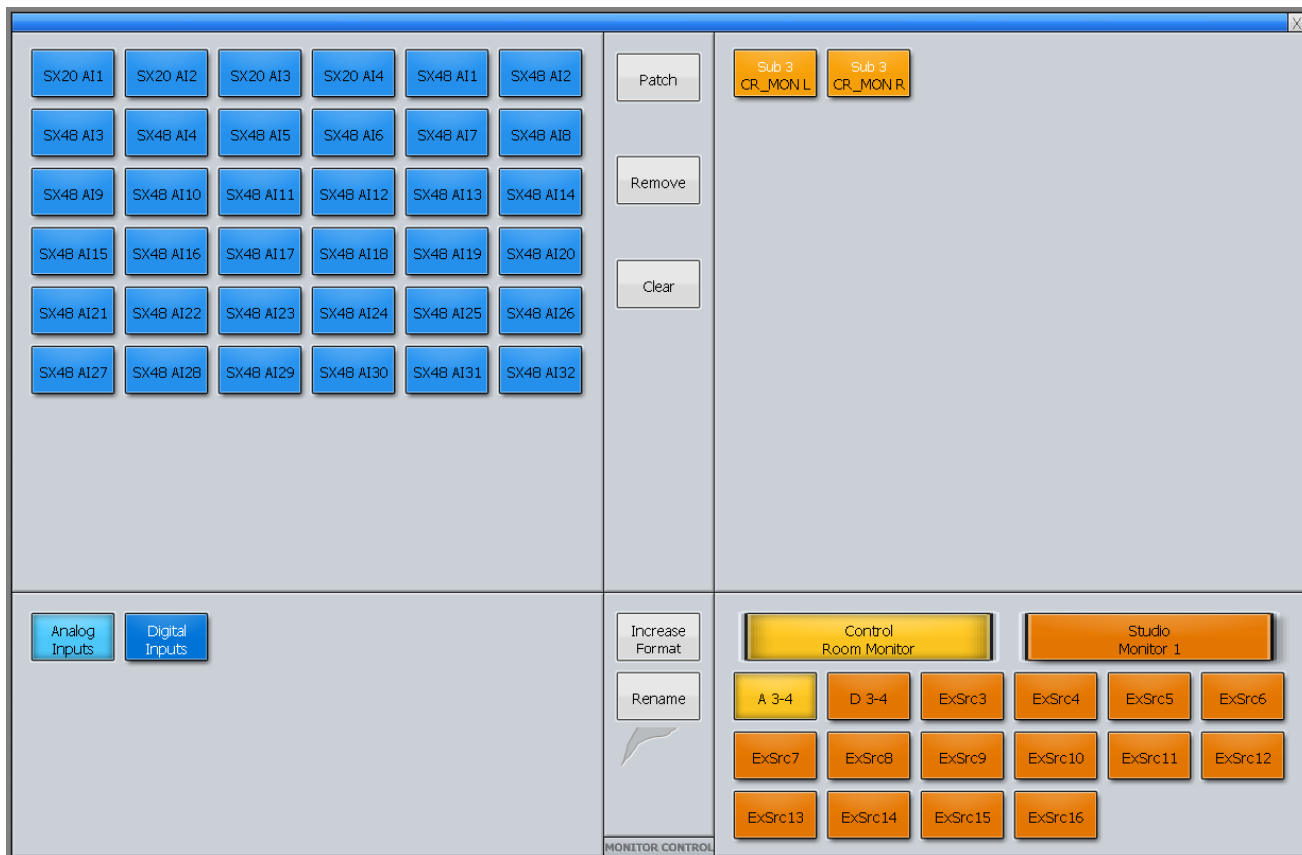 X
SX20 AI1
SX20 AI2
SX20 AI3
SX20 AI4
SX48 AI1
SX48 AI2
SX48 AI3
SX48 AI4
SX48 AI5
SX48 AI6
SX48 AI7
SX48 AI8
SX48 AI9
SX48 AI10
SX48 AI11
SX48 AI12
SX48 AI13
SX48 AI14
SX48 AI15
SX48 AI16
SX48 AI17
SX48 AI18
SX48 AI19
SX48 AI20
SX48 AI21
SX48 AI22
SX48 AI23
SX48 AI24
SX48 AI25
SX48 AI26
SX48 AI27
SX48 AI28
SX48 AI29
SX48 AI30
SX48 AI31
SX48 AI32
Patch
Remove
Clear
Sub 3
CR_MON L
Sub 3
CR_MON R
Analog
Inputs
Digital
Inputs
Increase
Format
Rename
MONITOR CONTROL
Control
Room Monitor
Studio
Monitor 1
A 3-4
D 3-4
ExSrc3
ExSrc4
ExSrc5
ExSrc6
ExSrc7
ExSrc8
ExSrc9
ExSrc10
ExSrc11
ExSrc12
ExSrc13
ExSrc14
ExSrc15
ExSrc16